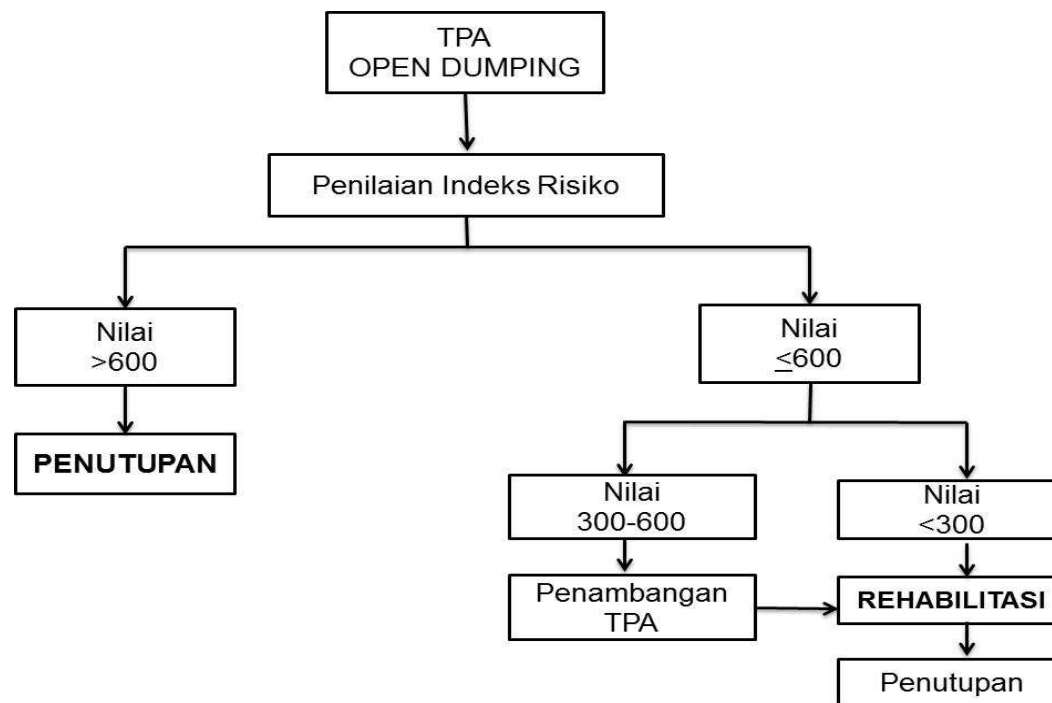 TPA
OPEN DUMPING
Penilaian Indeks Risiko
Nilai
>600
Nilai
≤600
PENUTUPAN
Nilai
300-600
Nilai
<300
Penambangan
TPA
REHABILITASI
Penutupan